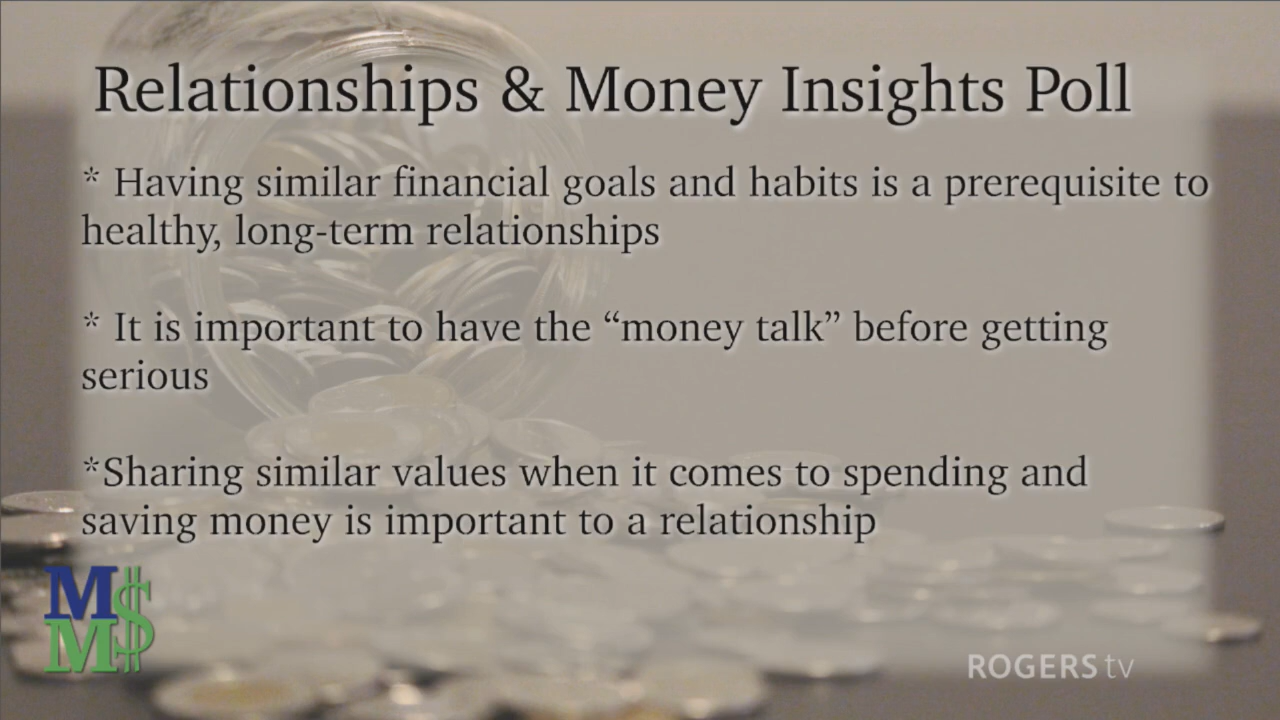 Relationships & Money Insights Poll
* Having similar financial goals and habits is a prerequisite to
healthy, long-term relationships
* It is important to have the “money talk” before getting
serious
*Sharing similar values when it comes to spending and
saving money is important to a relationship
M$
M
ROGERS tv